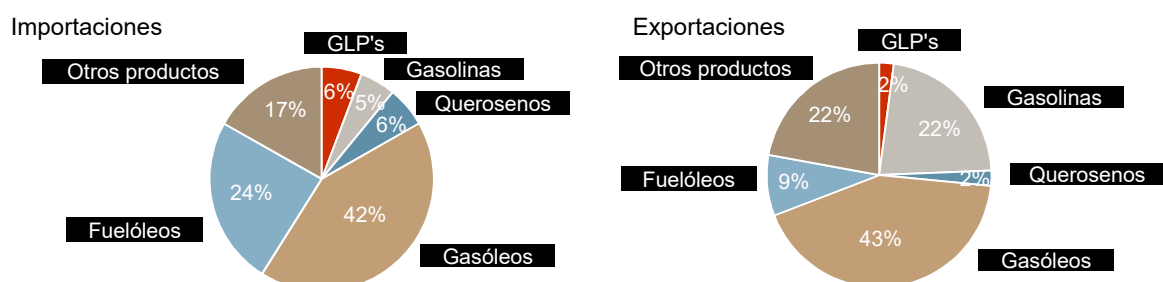 Importaciones
GLP's
Otros productos
Gasolinas
Querosenos
6%
5%
17%
6%
24%
42%
Fuelóleos
Gasóleos
Exportaciones
GLP's
Otros productos
2%
Gasolinas
22%
22%
Fuelóleos
9%
2%
Querosenos
43%
Gasóleos